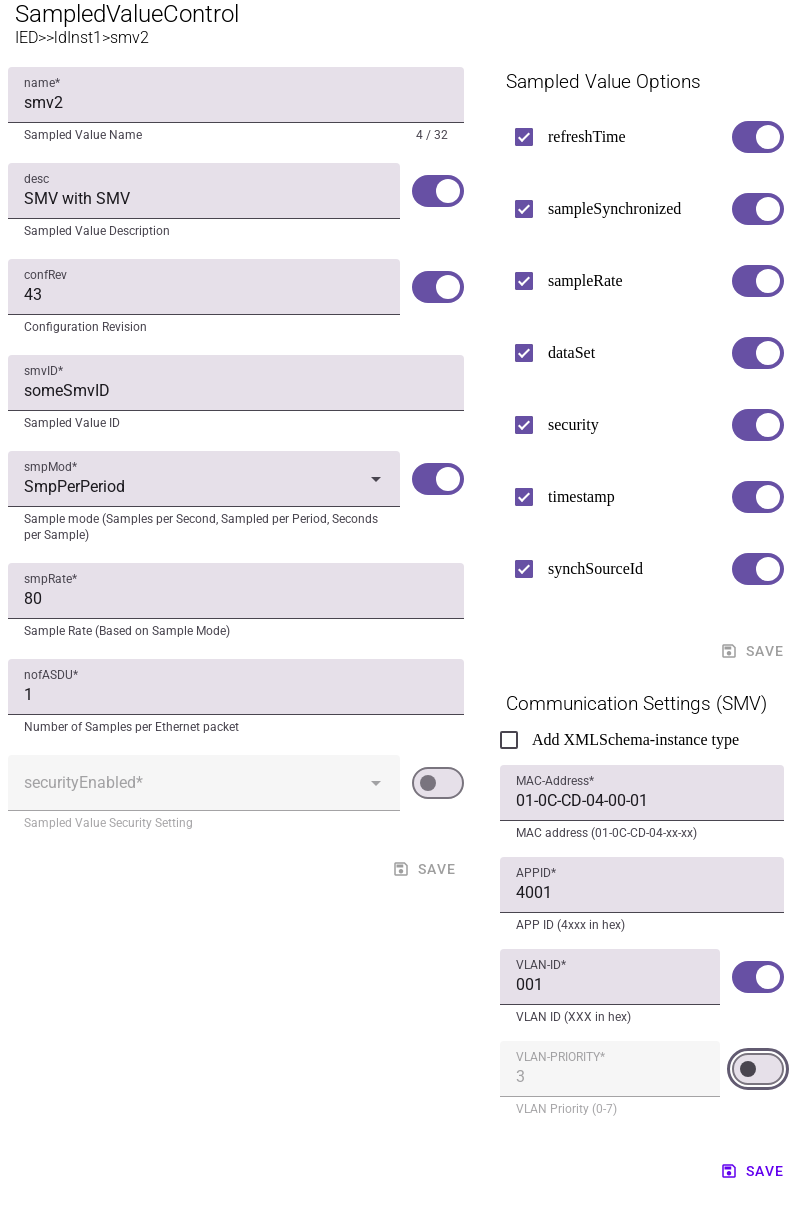 SampledValueControl
IED>>ldInst1>smv2
name*
smv2
Sampled Value Name
4 / 32
desc
SMV with SMV
Sampled Value Description
confRev
43
Configuration Revision
smvID*
someSmvID
Sampled Value ID
smpMod*
SmpPerPeriod
Sample mode (Samples per Second, Sampled per Period, Seconds
per Sample)
smpRate*
80
Sample Rate (Based on Sample Mode)
nofASDU*
1
Number of Samples per Ethernet packet
securityEnabled*
Sampled Value Security Setting
SAVE
Sampled Value Options
refreshTime
sampleSynchronized
sampleRate
dataSet
security
timestamp
synchSourceId
SAVE
Communication Settings (SMV)
Add XMLSchema-instance type
MAC-Address*
01-0C-CD-04-00-01
MAC address (01-0C-CD-04-xx-xx)
APPID*
4001
APP ID (4xxx in hex)
VLAN-ID*
001
VLAN ID (XXX in hex)
VLAN-PRIORITY*
3
VLAN Priority (0-7)
SAVE